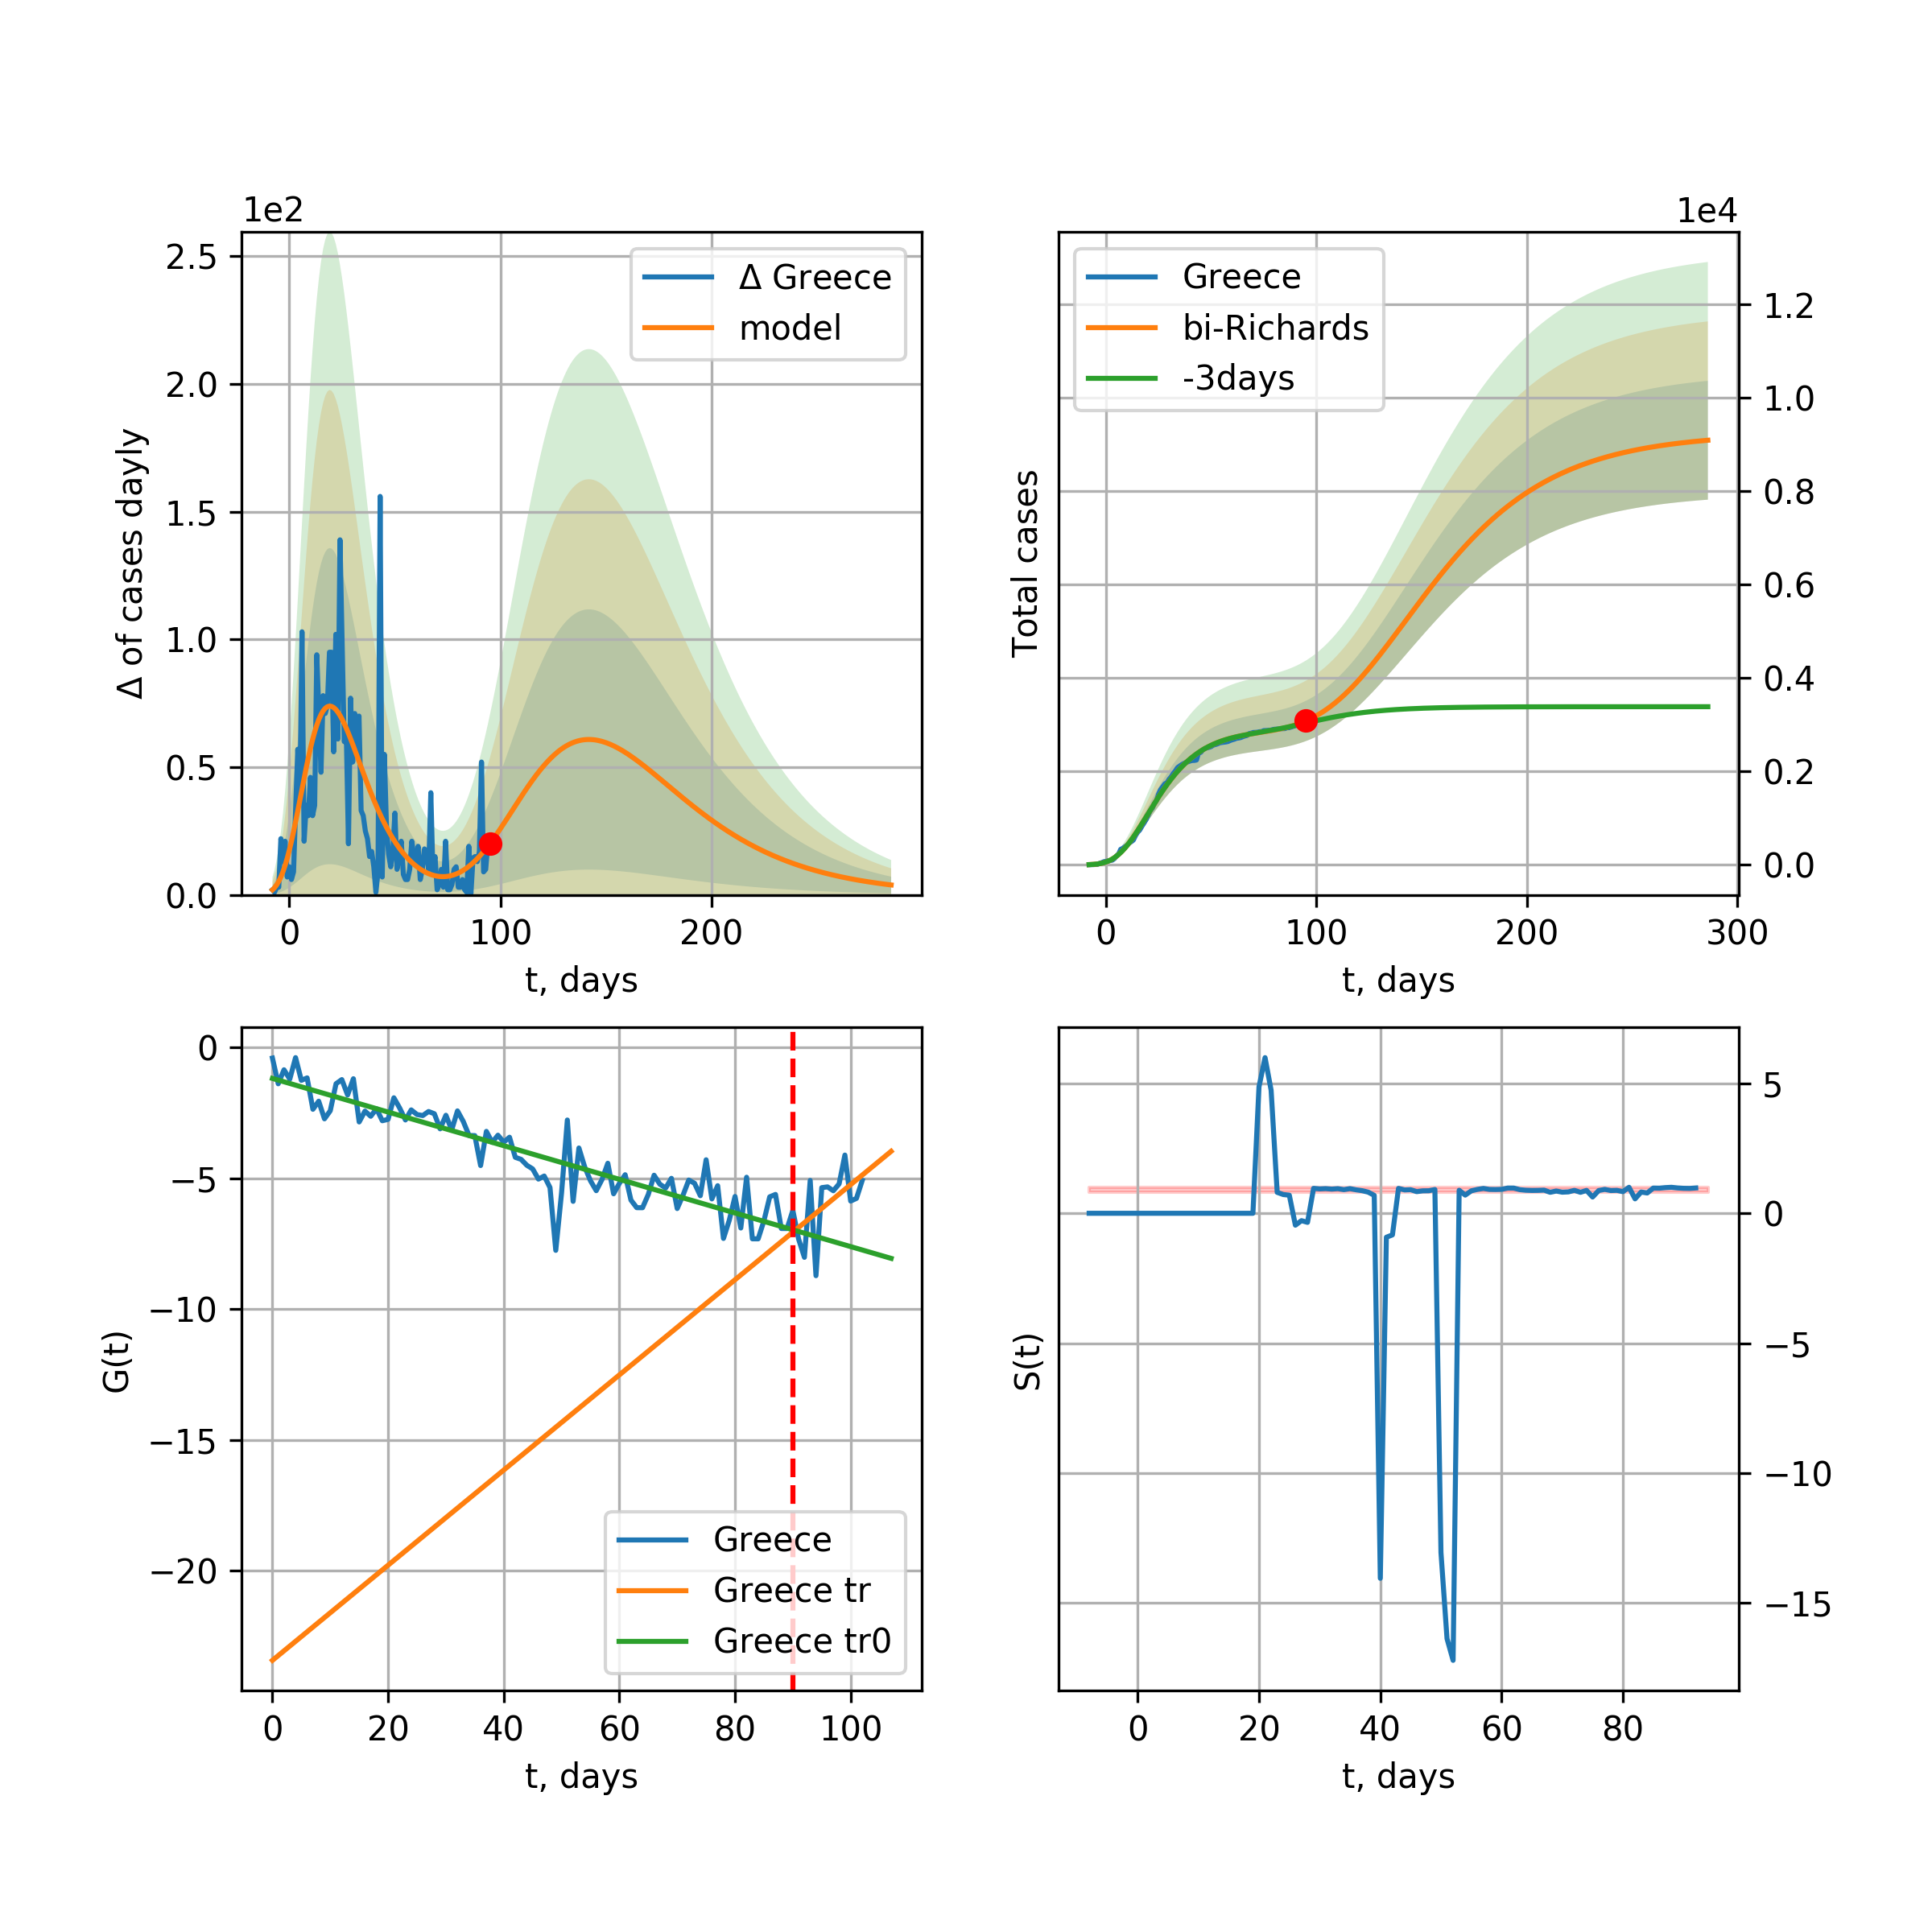 1e2
2.5
2.0
1.5
1.0
0.5
0.0
Δ of cases dayly
Δ Greece
model
0
100
200
t, days
1e4
Total cases
Greece
bi-Richards
-3days
1.2
1.0
0.8
0.6
0.4
0.2
0.0
0
100
200
300
t, days
G(t)
0
−5
−10
−15
−20
Greece
Greece tr
Greece tr0
0
20
40
60
80
100
t, days
S(t)
5
0
−5
−10
−15
0
20
40
60
80
t, days